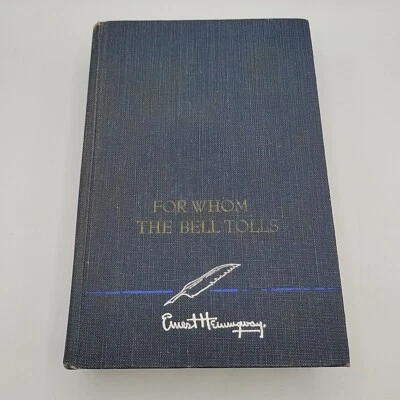 FOR WHOM
THE BELL TOLLS
Ernest Hemingway.